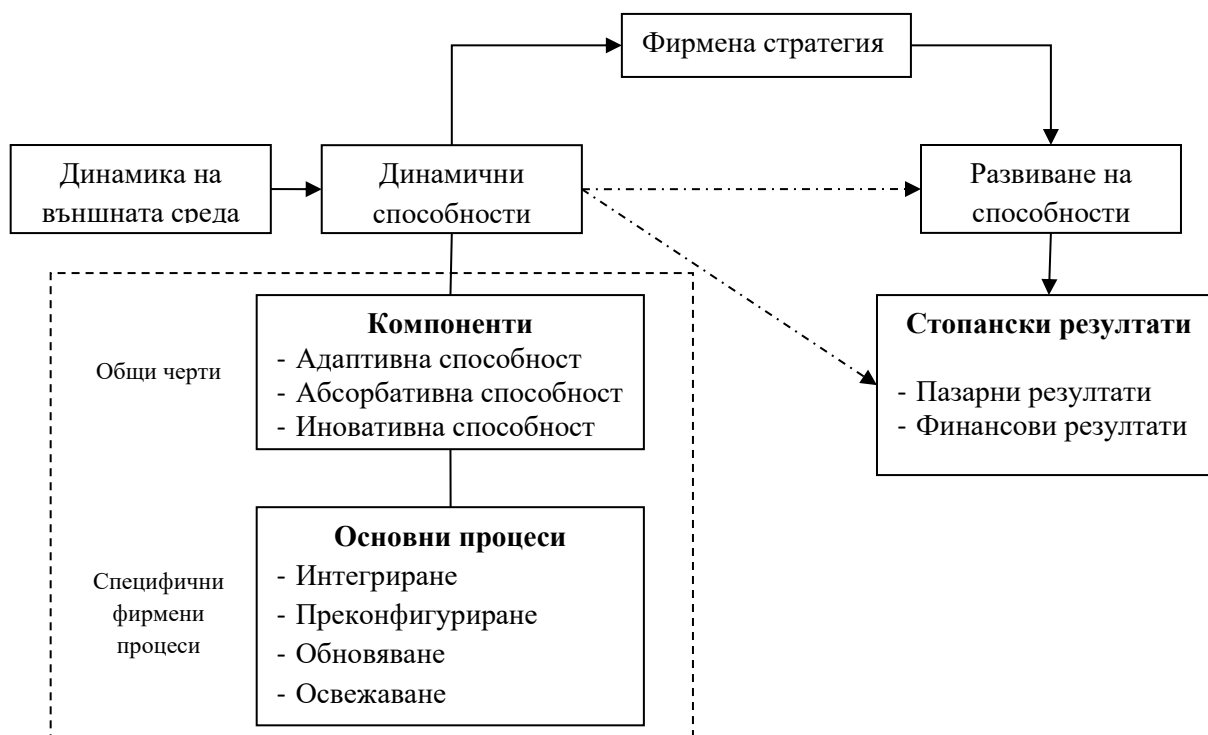 Фирмена стратегия
Динамика на
външната среда
Динамични
способности
Развиване на
способности
Общи черти
Компоненти
- Адаптивна способност
- Абсорбативна способност
- Иновативна способност
Стопански резултати
- Пазарни резултати
- Финансови резултати
Специфични
фирмени
процеси
Основни процеси
- Интегриране
- Преконфигуриране
- Обновяване
- Освежаване